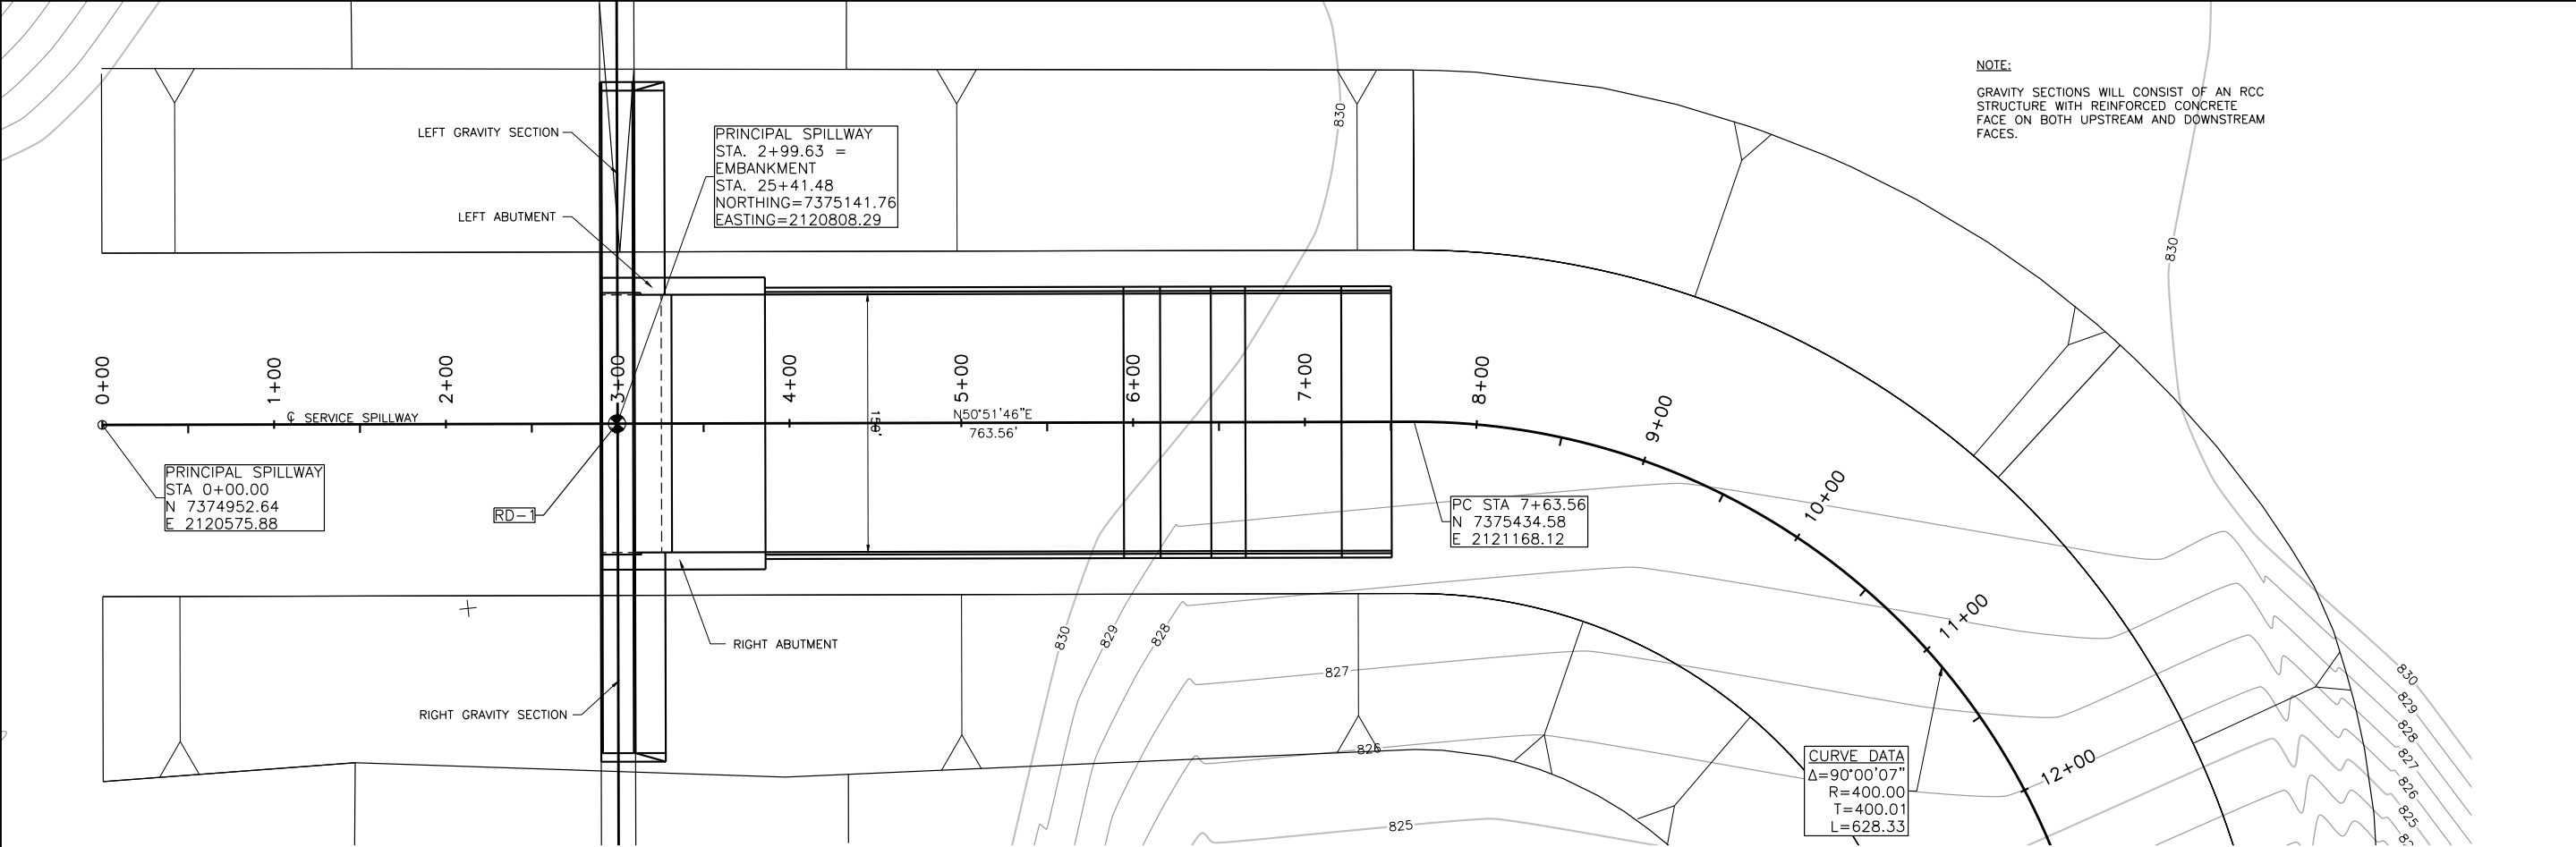 NOTE:
GRAVITY SECTIONS WILL CONSIST OF AN RCC
STRUCTURE WITH REINFORCED CONCRETE
FACE ON BOTH UPSTREAM AND DOWNSTREAM
FACES.
830
830
LEFT GRAVITY SECTION
PRINCIPAL SPILLWAY
STA. 2+99.63 =
EMBANKMENT
STA. 25+41.48
NORTHING=7375141.76
EASTING=2120808.29
LEFT ABUTMENT
0+00
1+00
2+00
3+00
4+00
5+00
6+00
7+00
8+00
9+00
10+00
11+00
12+00
℄ SERVICE SPILLWAY
N50°51'46"E
763.56'
PRINCIPAL SPILLWAY
STA 0+00.00
N 7374952.64
E 2120575.88
RD-1
PC STA 7+63.56
N 7375434.58
E 2121168.12
RIGHT ABUTMENT
RIGHT GRAVITY SECTION
830
829
828
827
826
825
CURVE DATA
Δ=90°00'07"
R=400.00
T=400.01
L=628.33
830
829
828
827
826
825